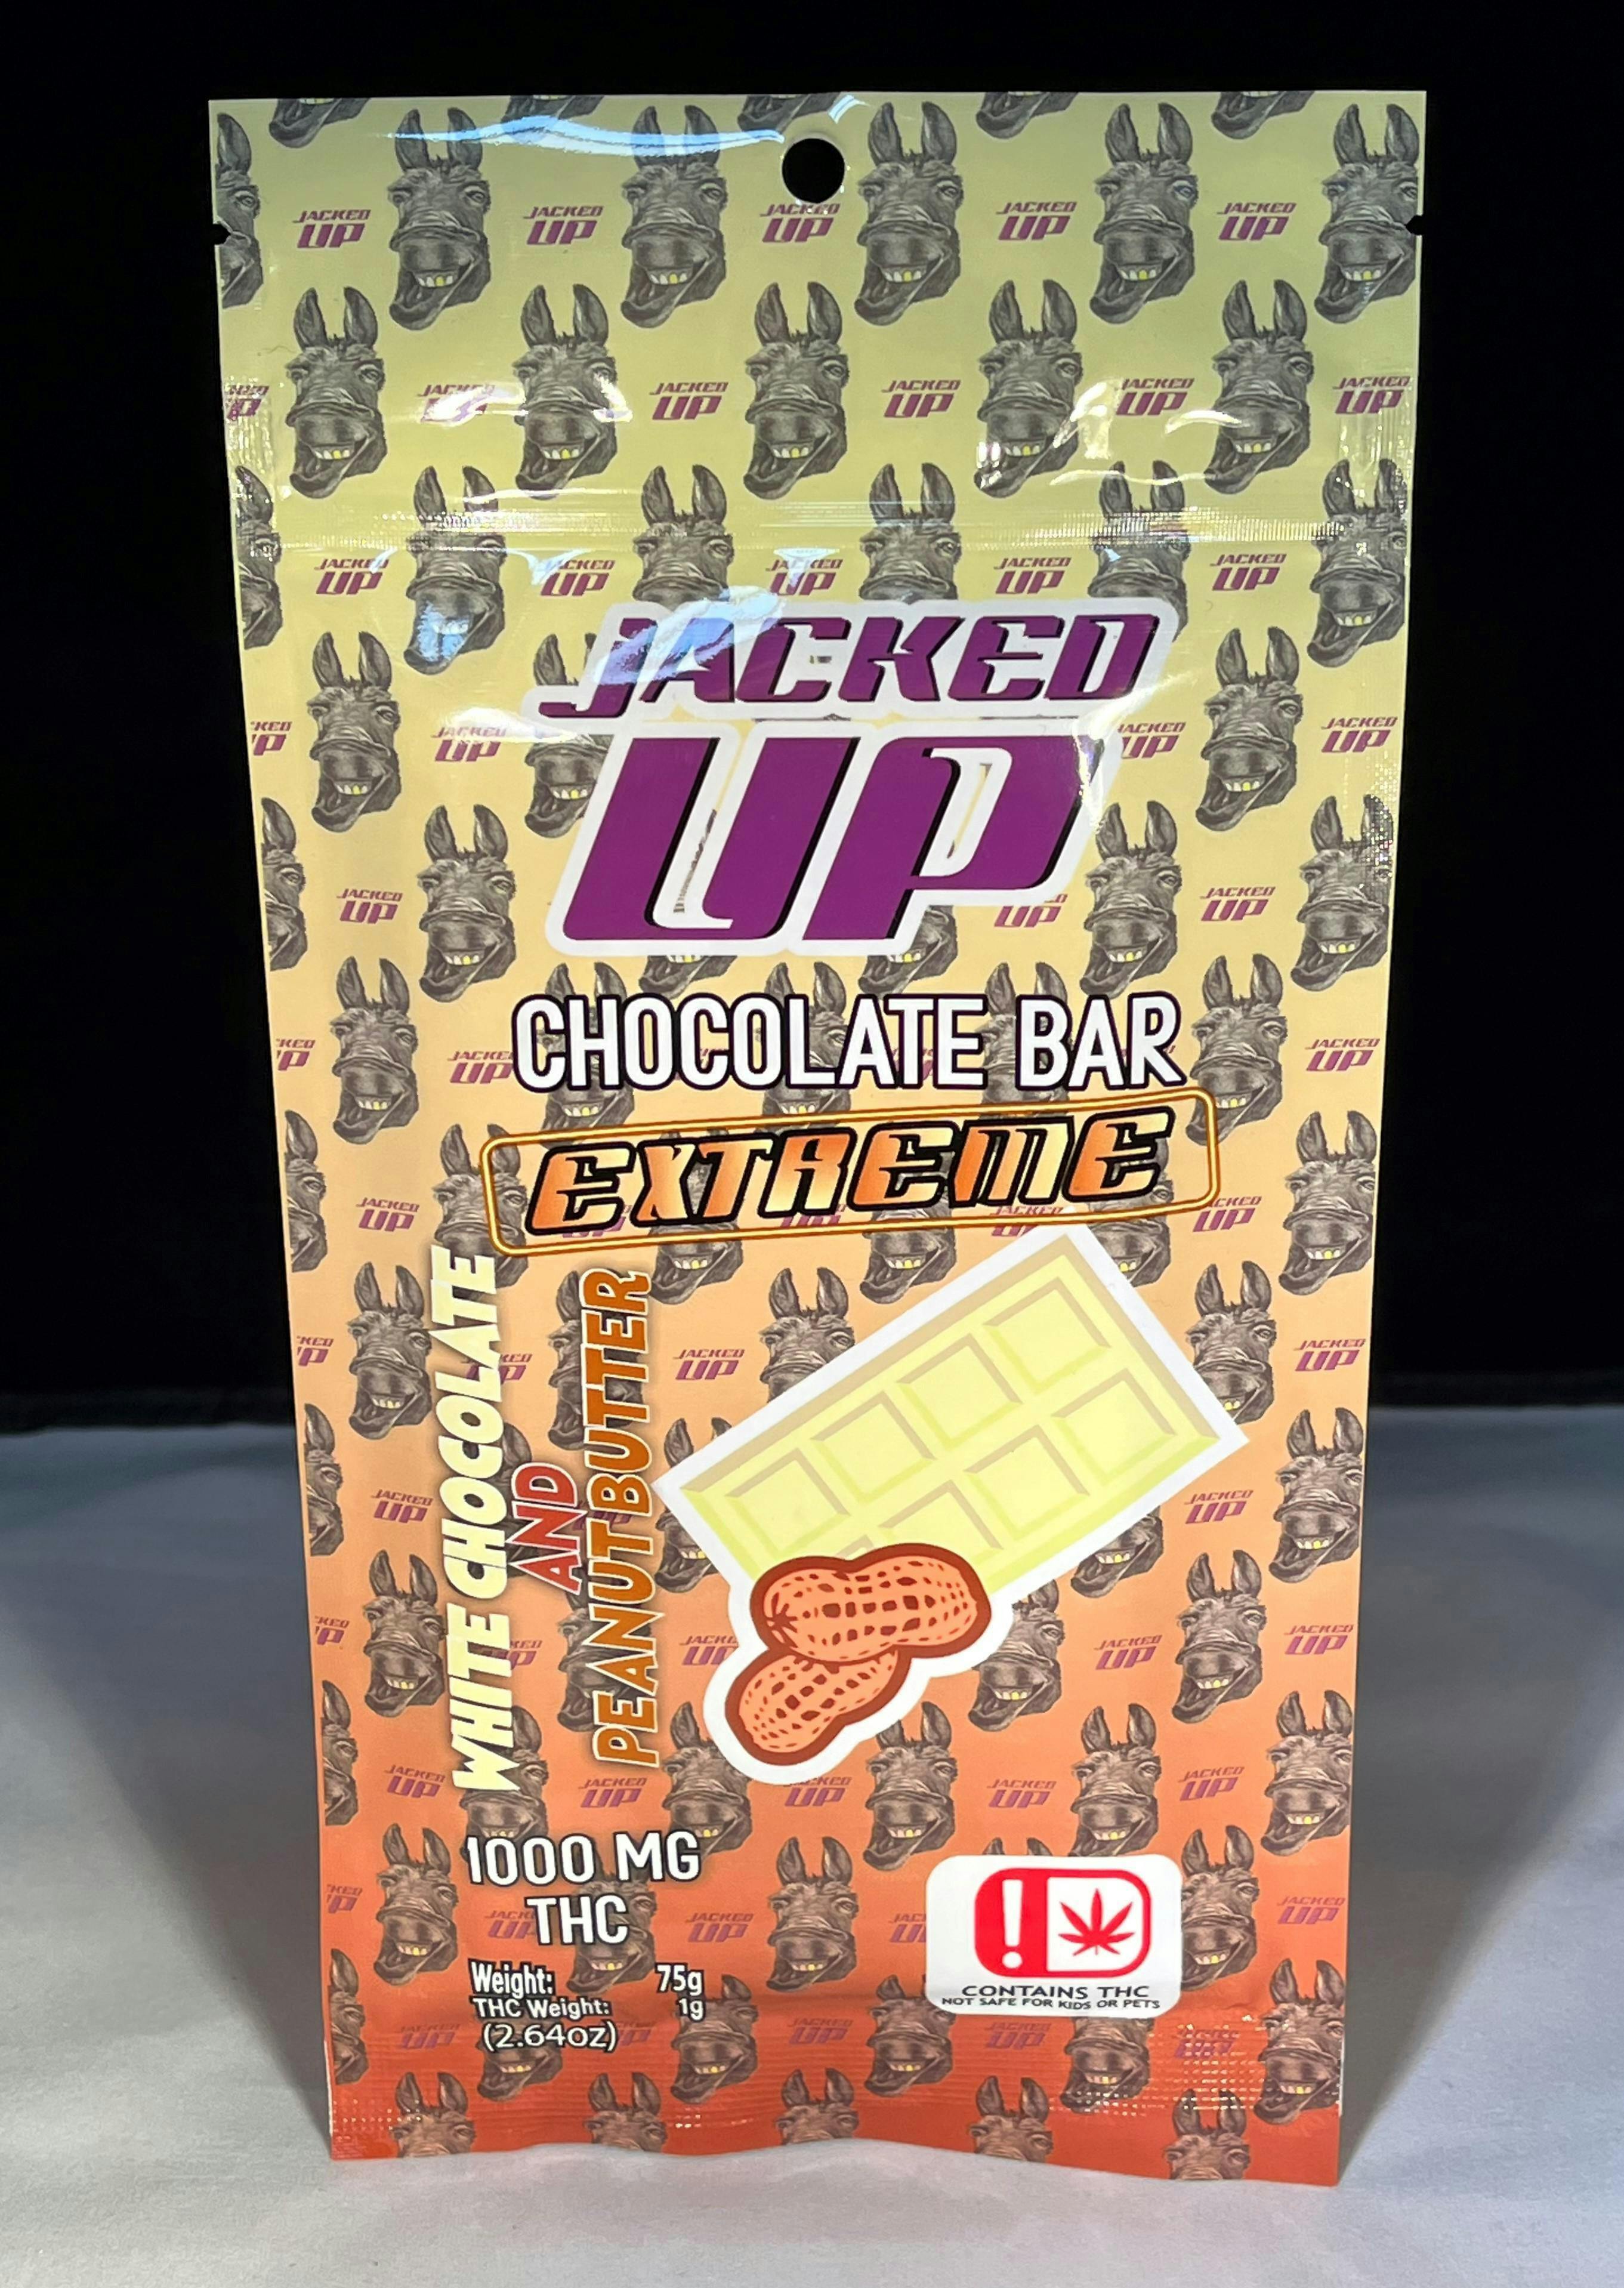 JACKED
UP
CHOCOLATE BAR
EXTREME
WHITE CHOCOLATE
AND
PEANUT BUTTER
1000 MG
THC
Weight: 75g
THC Weight: 1g
(2.64oz)
!
CONTAINS THC
NOT SAFE FOR KIDS OR PETS